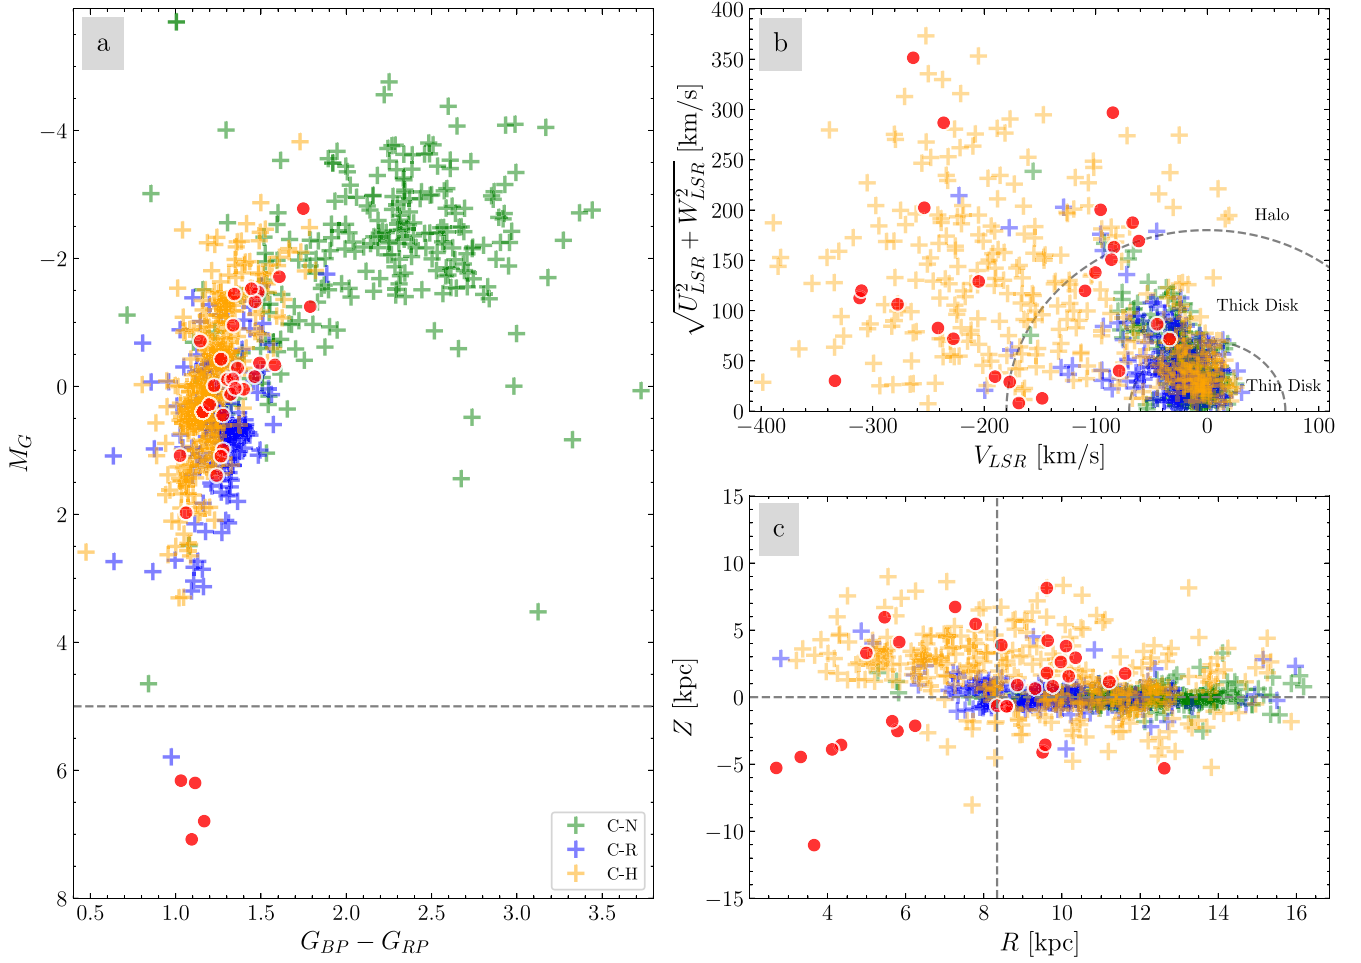 a
−4
−2
0
2
4
6
8
M_G
0.5 1.0 1.5 2.0 2.5 3.0 3.5
G_BP − G_RP
C-N
C-R
C-H
b
400
350
300
250
200
150
100
50
0
√U²_LSR + W²_LSR [km/s]
Halo
Thick Disk
Thin Disk
−400 −300 −200 −100 0 100
V_LSR [km/s]
c
15
10
5
0
−5
−10
−15
Z [kpc]
4 6 8 10 12 14 16
R [kpc]